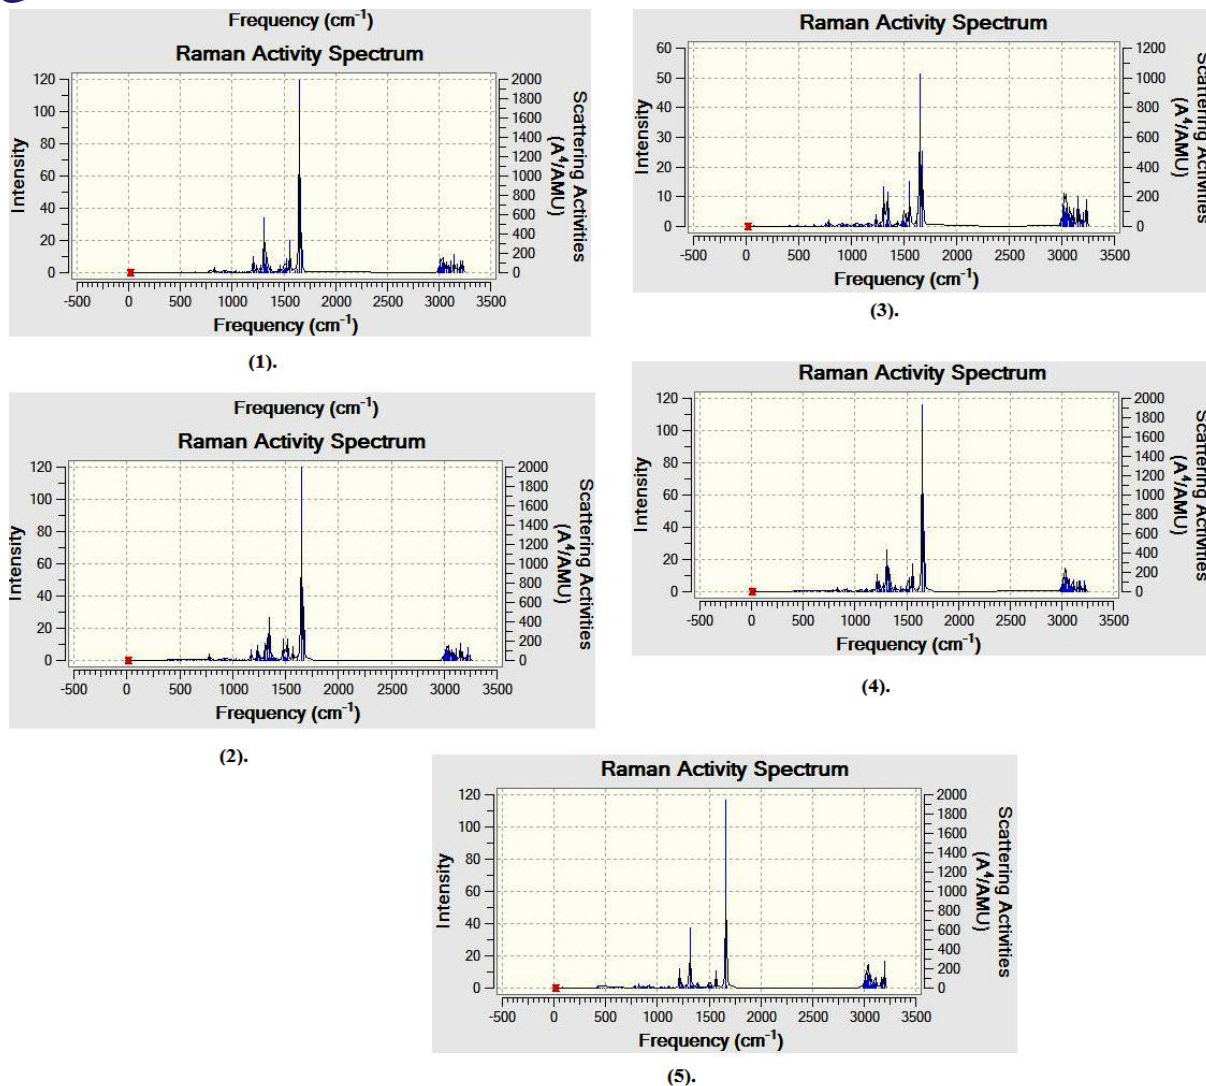 Frequency (cm⁻¹)
Raman Activity Spectrum
120 100 80 60 40 20 0
Intensity
2000 1800 1600 1400 1200 1000 800 600 400 200 0
Scattering Activities
(A⁴/AMU)
-500 0 500 1000 1500 2000 2500 3000 3500
Frequency (cm⁻¹)
(1).
Frequency (cm⁻¹)
Raman Activity Spectrum
120 100 80 60 40 20 0
Intensity
2000 1800 1600 1400 1200 1000 800 600 400 200 0
Scattering Activities
(A⁴/AMU)
-500 0 500 1000 1500 2000 2500 3000 3500
Frequency (cm⁻¹)
(2).
Raman Activity Spectrum
60 50 40 30 20 10 0
Intensity
1200 1000 800 600 400 200 0
Scattering Activities
(A⁴/AMU)
-500 0 500 1000 1500 2000 2500 3000 3500
Frequency (cm⁻¹)
(3).
Raman Activity Spectrum
120 100 80 60 40 20 0
Intensity
2000 1800 1600 1400 1200 1000 800 600 400 200 0
Scattering Activities
(A⁴/AMU)
-500 0 500 1000 1500 2000 2500 3000 3500
Frequency (cm⁻¹)
(4).
Raman Activity Spectrum
120 100 80 60 40 20 0
Intensity
2000 1800 1600 1400 1200 1000 800 600 400 200 0
Scattering Activities
(A⁴/AMU)
-500 0 500 1000 1500 2000 2500 3000 3500
Frequency (cm⁻¹)
(5).